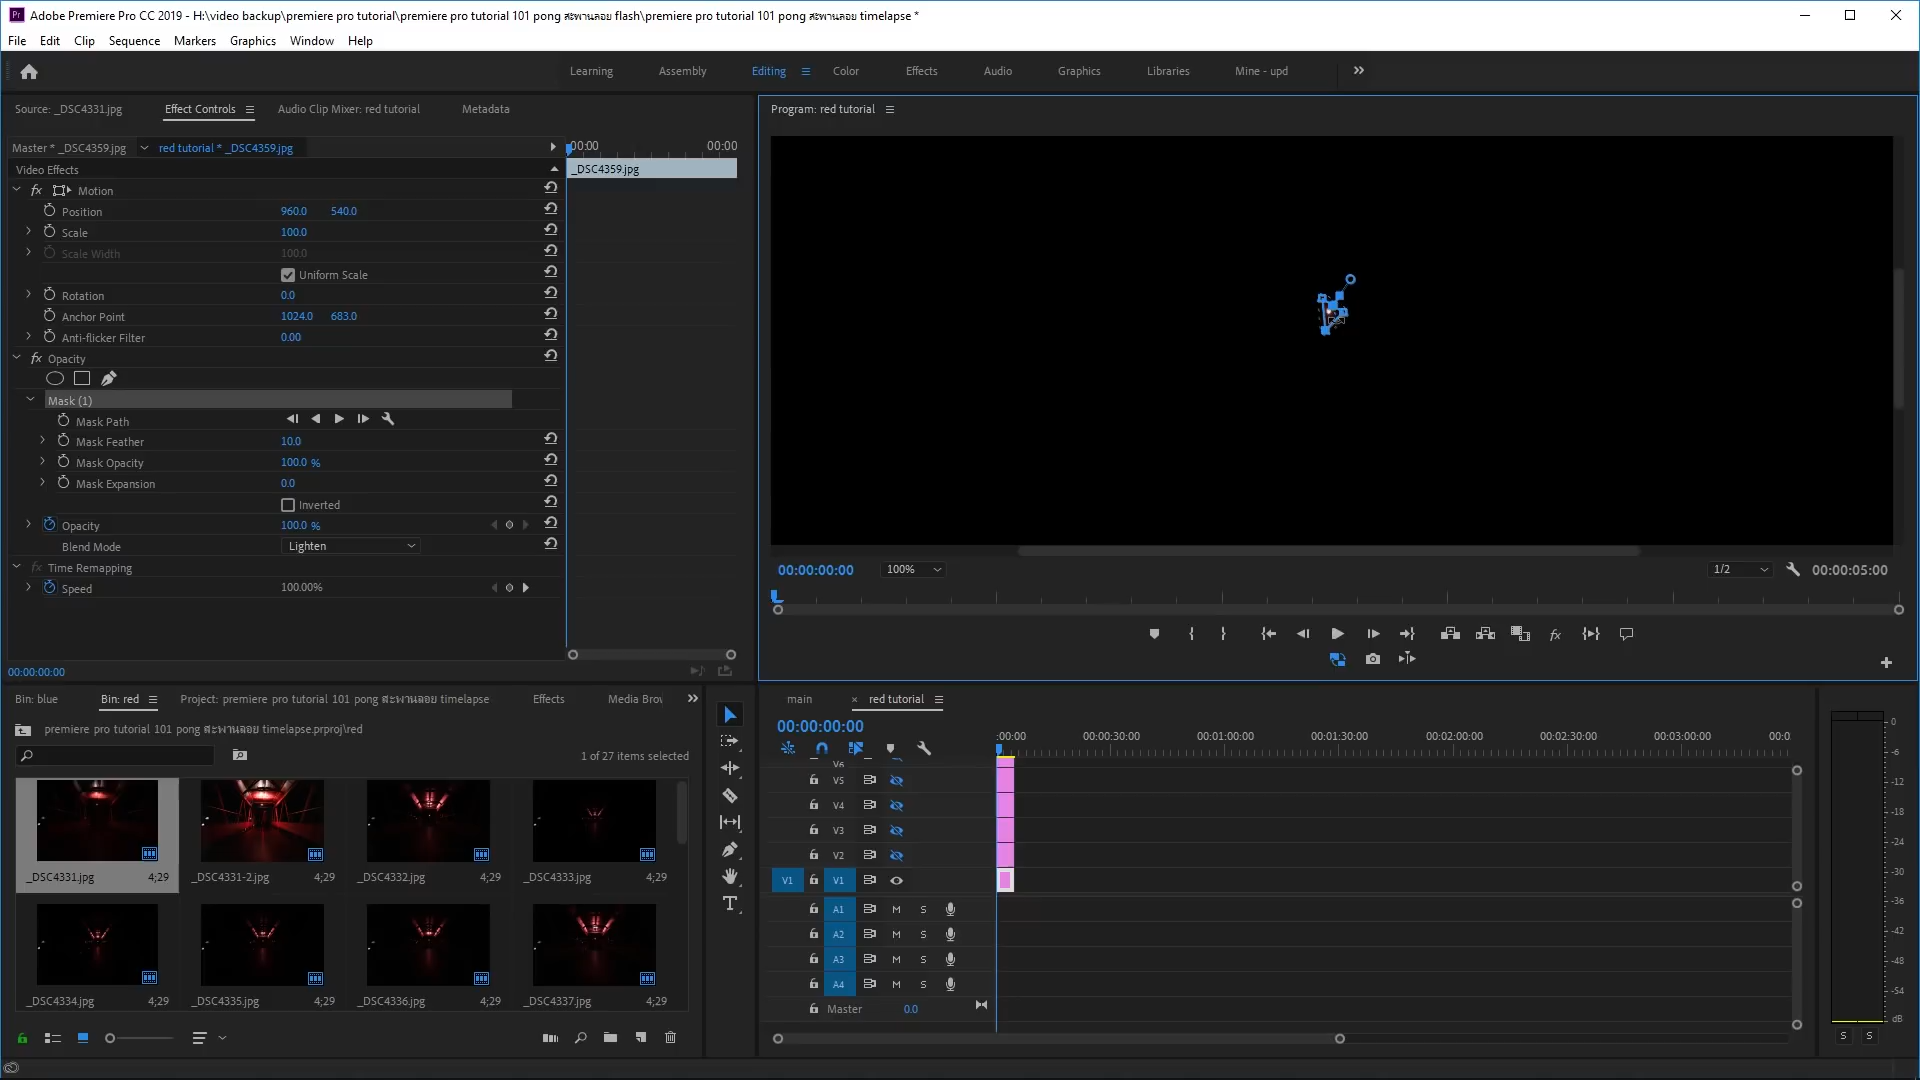 Adobe Premiere Pro CC 2019 - H:\video backup\premiere pro tutorial\premiere pro tutorial 101 pong สะพานลอย flash\premiere pro tutorial 101 pong สะพานลอย timelapse *
File Edit Clip Sequence Markers Graphics Window Help
Learning Assembly Editing Color Effects Audio Graphics Libraries Mine - upd
Source: _DSC4331.jpg Effect Controls Audio Clip Mixer: red tutorial Metadata
Program: red tutorial
Master * _DSC4359.jpg red tutorial * _DSC4359.jpg
:00:00 00:00
Video Effects
_DSC4359.jpg
fx Motion
Position 960.0 540.0
Scale 100.0
Scale Width 100.0
Uniform Scale
Rotation 0.0
Anchor Point 1024.0 683.0
Anti-flicker Filter 0.00
fx Opacity
Mask (1)
Mask Path
Mask Feather 10.0
Mask Opacity 100.0 %
Mask Expansion 0.0
Inverted
Opacity 100.0 %
Blend Mode Lighten
fx Time Remapping
Speed 100.00%
00:00:00:00
00:00:00:00 100% 1/2 00:00:05:00
fx
Bin: blue Bin: red Project: premiere pro tutorial 101 pong สะพานลอย timelapse Effects Media Brov
premiere pro tutorial 101 pong สะพานลอย timelapse.prproj\red
1 of 27 items selected
_DSC4331.jpg 4;29 _DSC4331-2.jpg 4;29 _DSC4332.jpg 4;29 _DSC4333.jpg 4;29
_DSC4334.jpg 4;29 _DSC4335.jpg 4;29 _DSC4336.jpg 4;29 _DSC4337.jpg 4;29
T
main × red tutorial
00:00:00:00
:00:00 00:00:30:00 00:01:00:00 00:01:30:00 00:02:00:00 00:02:30:00 00:03:00:00 00:0
V6
V5
V4
V3
V2
V1 V1
A1 M S
A2 M S
A3 M S
A4 M S
Master 0.0
0
-6
-12
-18
-24
-30
-36
-42
-48
-54
dB
S S